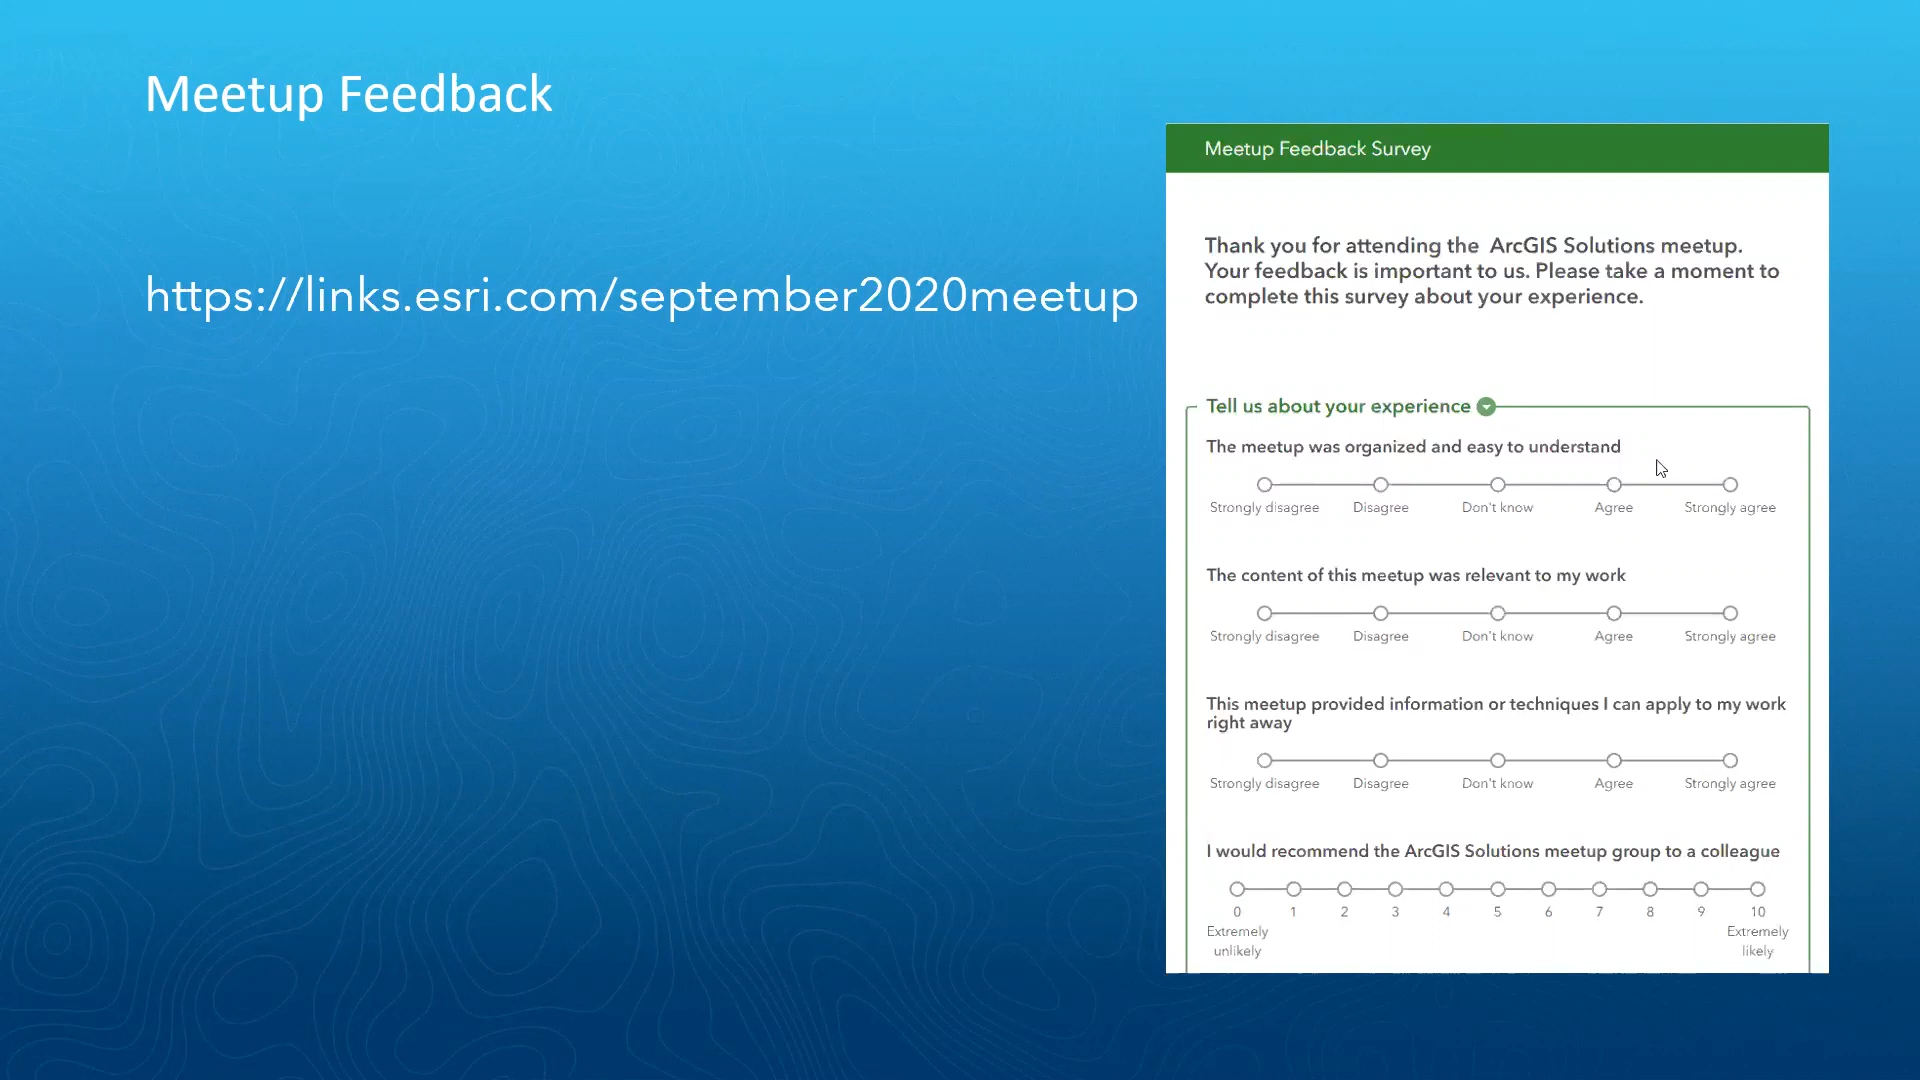 Meetup Feedback
https://links.esri.com/september2020meetup
Meetup Feedback Survey
Thank you for attending the ArcGIS Solutions meetup.
Your feedback is important to us. Please take a moment to
complete this survey about your experience.
Tell us about your experience
The meetup was organized and easy to understand
Strongly disagree Disagree Don't know Agree Strongly agree
The content of this meetup was relevant to my work
Strongly disagree Disagree Don't know Agree Strongly agree
This meetup provided information or techniques I can apply to my work
right away
Strongly disagree Disagree Don't know Agree Strongly agree
I would recommend the ArcGIS Solutions meetup group to a colleague
0 1 2 3 4 5 6 7 8 9 10
Extremely Extremely
unlikely likely